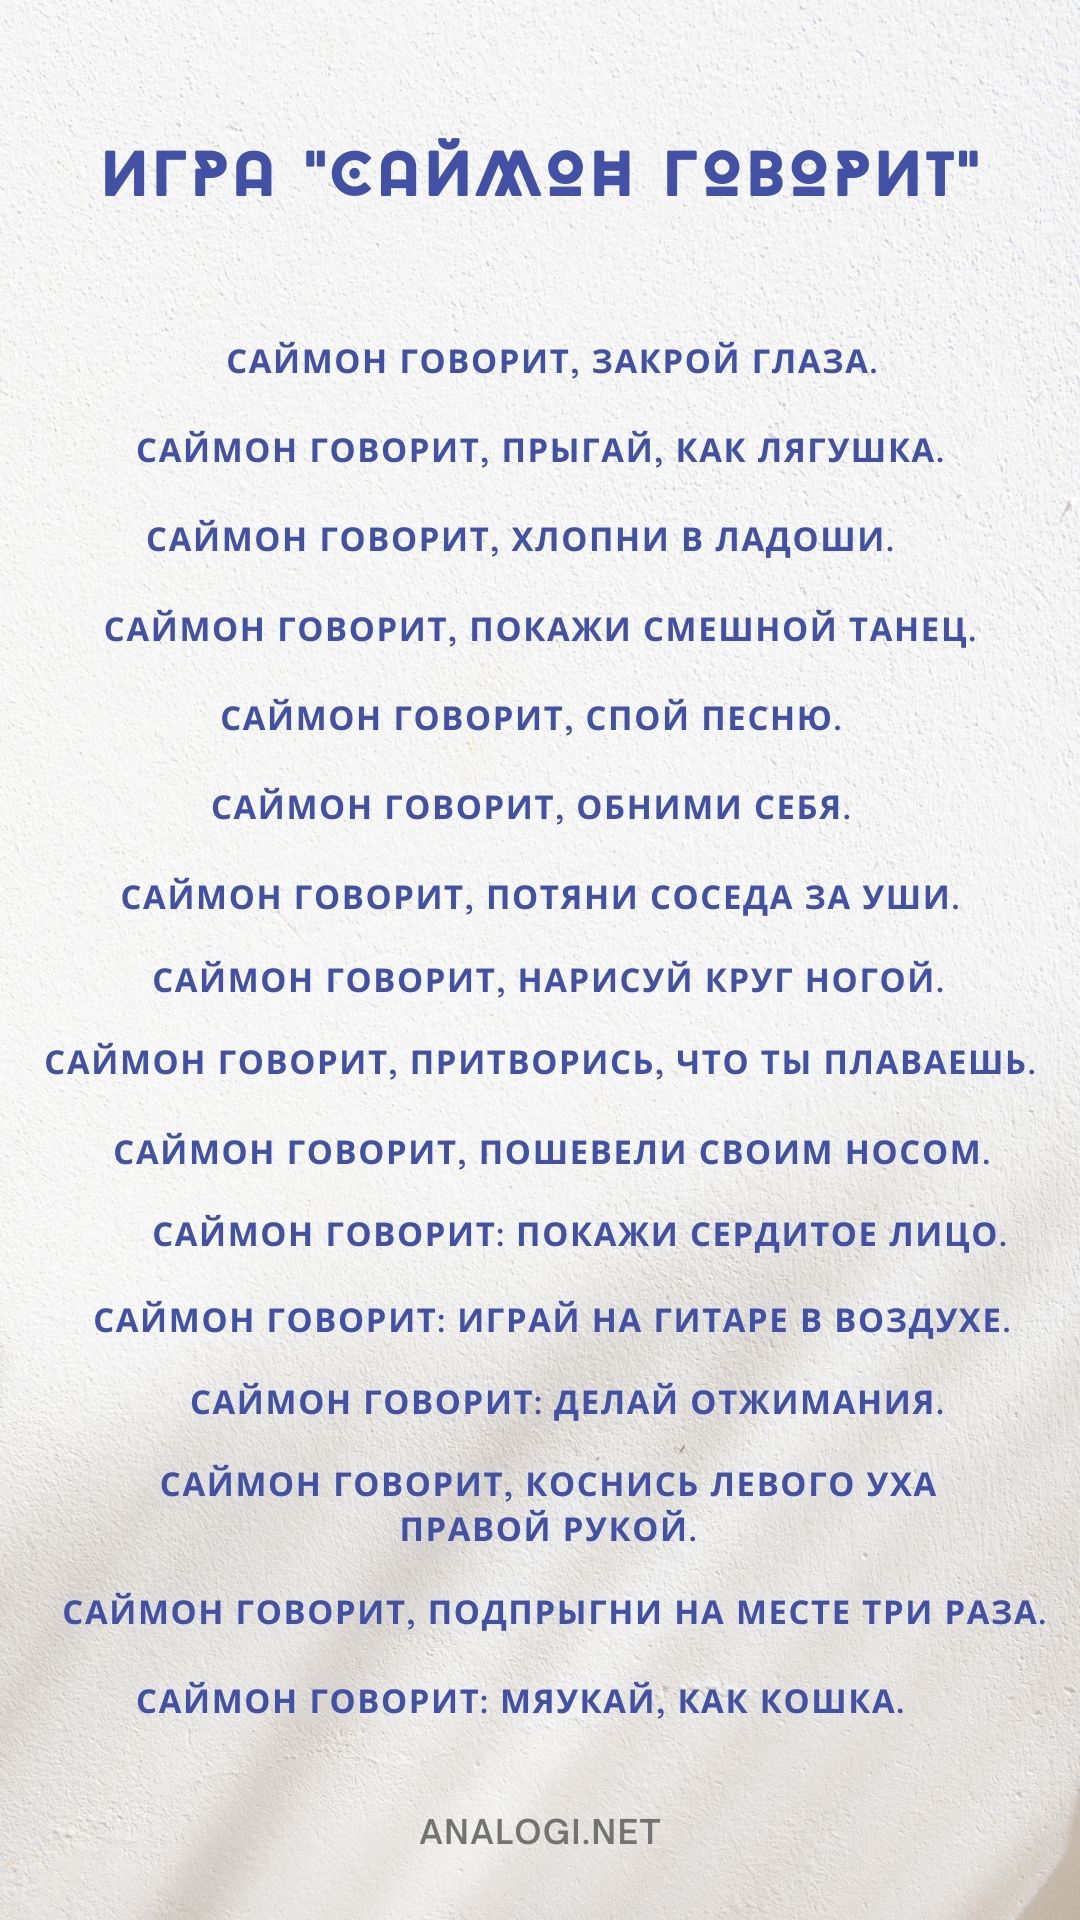 ИГРА "САЙМОН ГОВОРИТ"
САЙМОН ГОВОРИТ, ЗАКРОЙ ГЛАЗА.
САЙМОН ГОВОРИТ, ПРЫГАЙ, КАК ЛЯГУШКА.
САЙМОН ГОВОРИТ, ХЛОПНИ В ЛАДОШИ.
САЙМОН ГОВОРИТ, ПОКАЖИ СМЕШНОЙ ТАНЕЦ.
САЙМОН ГОВОРИТ, СПОЙ ПЕСНЮ.
САЙМОН ГОВОРИТ, ОБНИМИ СЕБЯ.
САЙМОН ГОВОРИТ, ПОТЯНИ СОСЕДА ЗА УШИ.
САЙМОН ГОВОРИТ, НАРИСУЙ КРУГ НОГОЙ.
САЙМОН ГОВОРИТ, ПРИТВОРИСЬ, ЧТО ТЫ ПЛАВАЕШЬ.
САЙМОН ГОВОРИТ, ПОШЕВЕЛИ СВОИМ НОСОМ.
САЙМОН ГОВОРИТ: ПОКАЖИ СЕРДИТОЕ ЛИЦО.
САЙМОН ГОВОРИТ: ИГРАЙ НА ГИТАРЕ В ВОЗДУХЕ.
САЙМОН ГОВОРИТ: ДЕЛАЙ ОТЖИМАНИЯ.
САЙМОН ГОВОРИТ, КОСНИСЬ ЛЕВОГО УХА
ПРАВОЙ РУКОЙ.
САЙМОН ГОВОРИТ, ПОДПРЫГНИ НА МЕСТЕ ТРИ РАЗА.
САЙМОН ГОВОРИТ: МЯУКАЙ, КАК КОШКА.
ANALOGI.NET